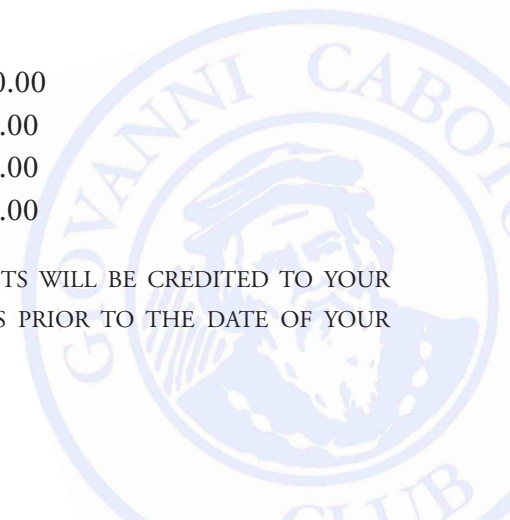 0.00
.00
.00
.00
TS WILL BE CREDITED TO YOUR
S PRIOR TO THE DATE OF YOUR
GIOVANNI CABOTO
CLUB